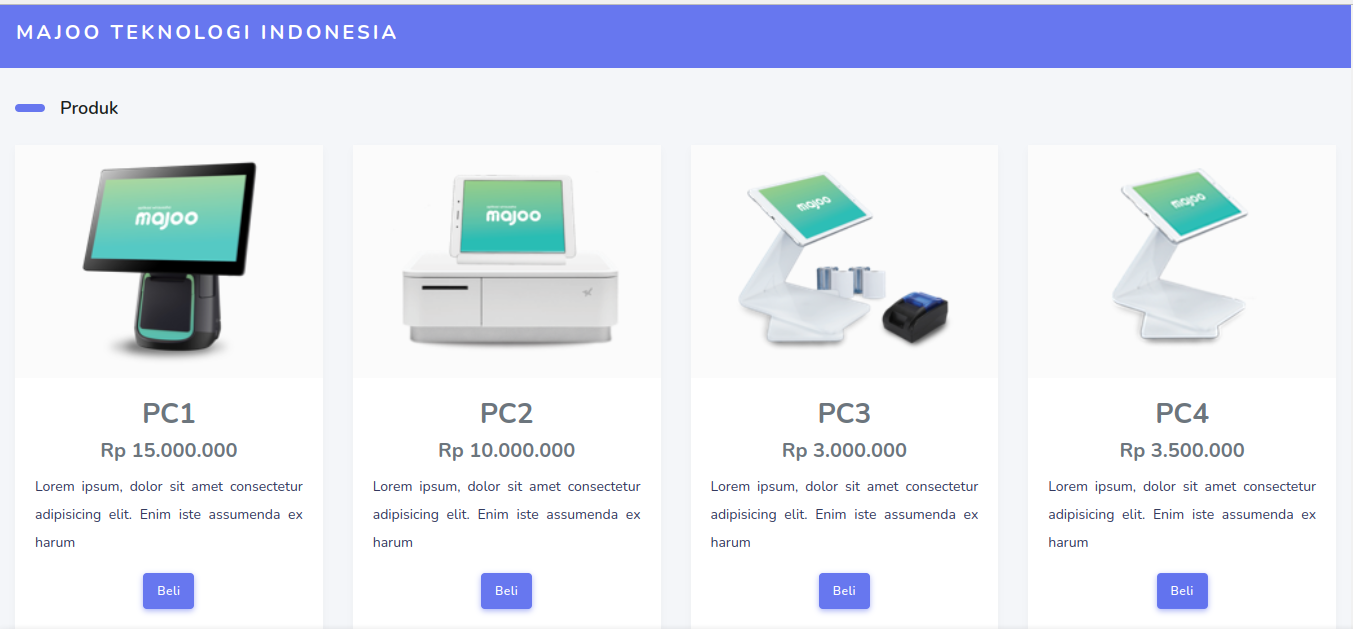 MAJOO TEKNOLOGI INDONESIA
Produk
majoo
majoo
majoo
majoo
PC1
Rp 15.000.000
Lorem ipsum, dolor sit amet consectetur
adipisicing elit. Enim iste assumenda ex
harum
Beli
PC2
Rp 10.000.000
Lorem ipsum, dolor sit amet consectetur
adipisicing elit. Enim iste assumenda ex
harum
Beli
PC3
Rp 3.000.000
Lorem ipsum, dolor sit amet consectetur
adipisicing elit. Enim iste assumenda ex
harum
Beli
PC4
Rp 3.500.000
Lorem ipsum, dolor sit amet consectetur
adipisicing elit. Enim iste assumenda ex
harum
Beli